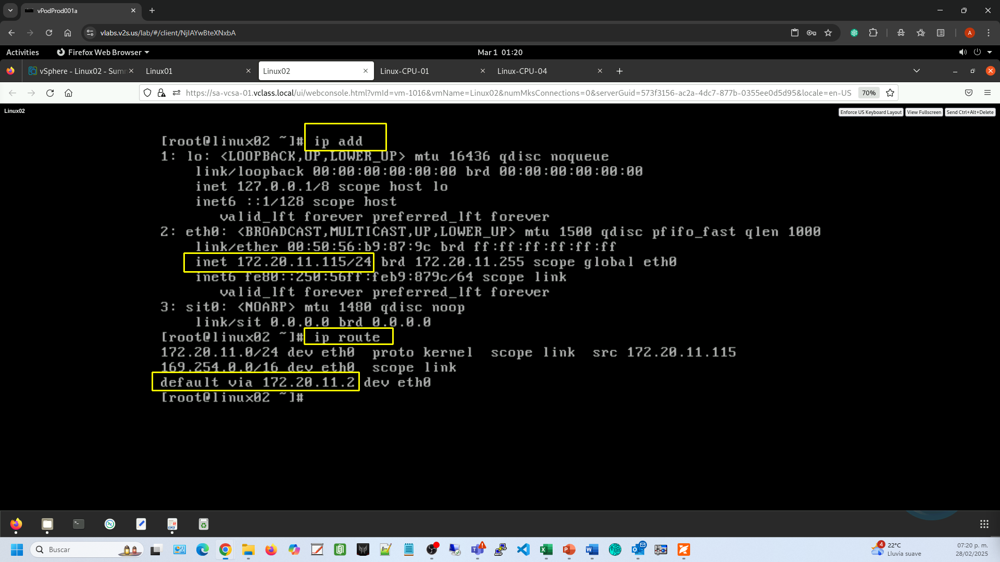 vPodProd001a
vlabs.v2s.us/lab/#/client/NjIAYwBteXNxbA
A
Activities
Firefox Web Browser
Mar 1 01:20
vSphere - Linux02 - Sum
Linux01
Linux02
Linux-CPU-01
Linux-CPU-04
https://sa-vcsa-01.vclass.local/ui/webconsole.html?vmId=vm-1016&vmName=Linux02&numMksConnections=0&serverGuid=573f3156-ac2a-4dc7-877b-0355ee0d5d95&locale=en-US
70%
Linux02
Enforce US Keyboard Layout
View Fullscreen
Send Ctrl+Alt+Delete
[root@linux02 ~]# ip add
1: lo: <LOOPBACK,UP,LOWER_UP> mtu 16436 qdisc noqueue
link/loopback 00:00:00:00:00:00 brd 00:00:00:00:00:00
inet 127.0.0.1/8 scope host lo
inet6 ::1/128 scope host
valid_lft forever preferred_lft forever
2: eth0: <BROADCAST,MULTICAST,UP,LOWER_UP> mtu 1500 qdisc pfifo_fast qlen 1000
link/ether 00:50:56:b9:87:9c brd ff:ff:ff:ff:ff:ff
inet 172.20.11.115/24 brd 172.20.11.255 scope global eth0
inet6 fe80::250:56ff:feb9:879c/64 scope link
valid_lft forever preferred_lft forever
3: sit0: <NOARP> mtu 1480 qdisc noop
link/sit 0.0.0.0 brd 0.0.0.0
[root@linux02 ~]# ip route
172.20.11.0/24 dev eth0  proto kernel  scope link  src 172.20.11.115
169.254.0.0/16 dev eth0  scope link
default via 172.20.11.2 dev eth0
[root@linux02 ~]#
Buscar
4
22°C
Lluvia suave
07:20 p. m.
28/02/2025